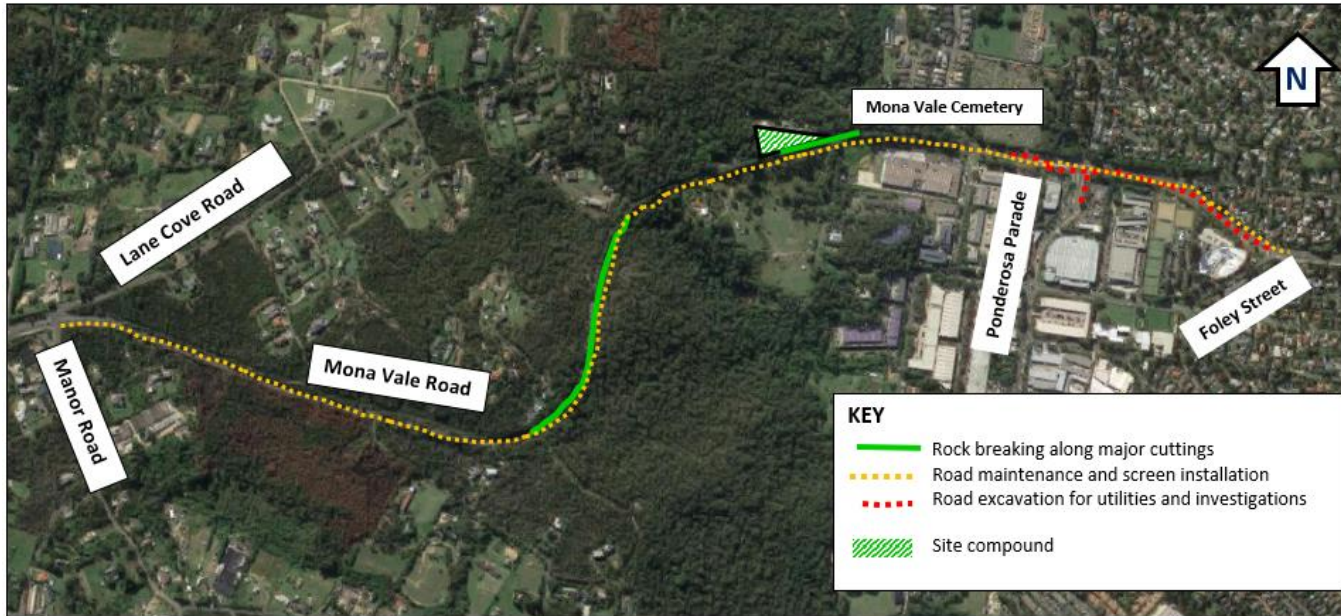 N
Mona Vale Cemetery
Lane Cove Road
Ponderosa Parade
Foley Street
Manor Road
Mona Vale Road
KEY
Rock breaking along major cuttings
Road maintenance and screen installation
Road excavation for utilities and investigations
Site compound